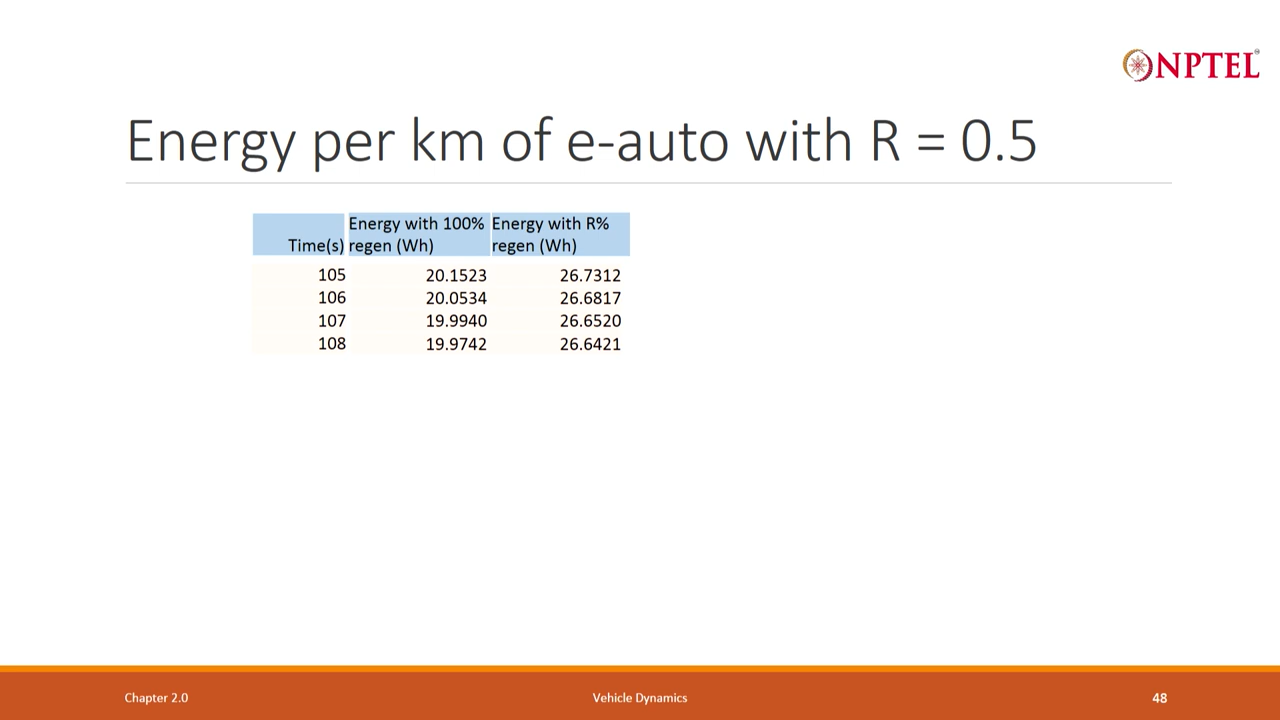 NPTEL
Energy per km of e-auto with R = 0.5
Time(s) Energy with 100% regen (Wh) Energy with R% regen (Wh)
105 20.1523 26.7312
106 20.0534 26.6817
107 19.9940 26.6520
108 19.9742 26.6421
Chapter 2.0 Vehicle Dynamics 48